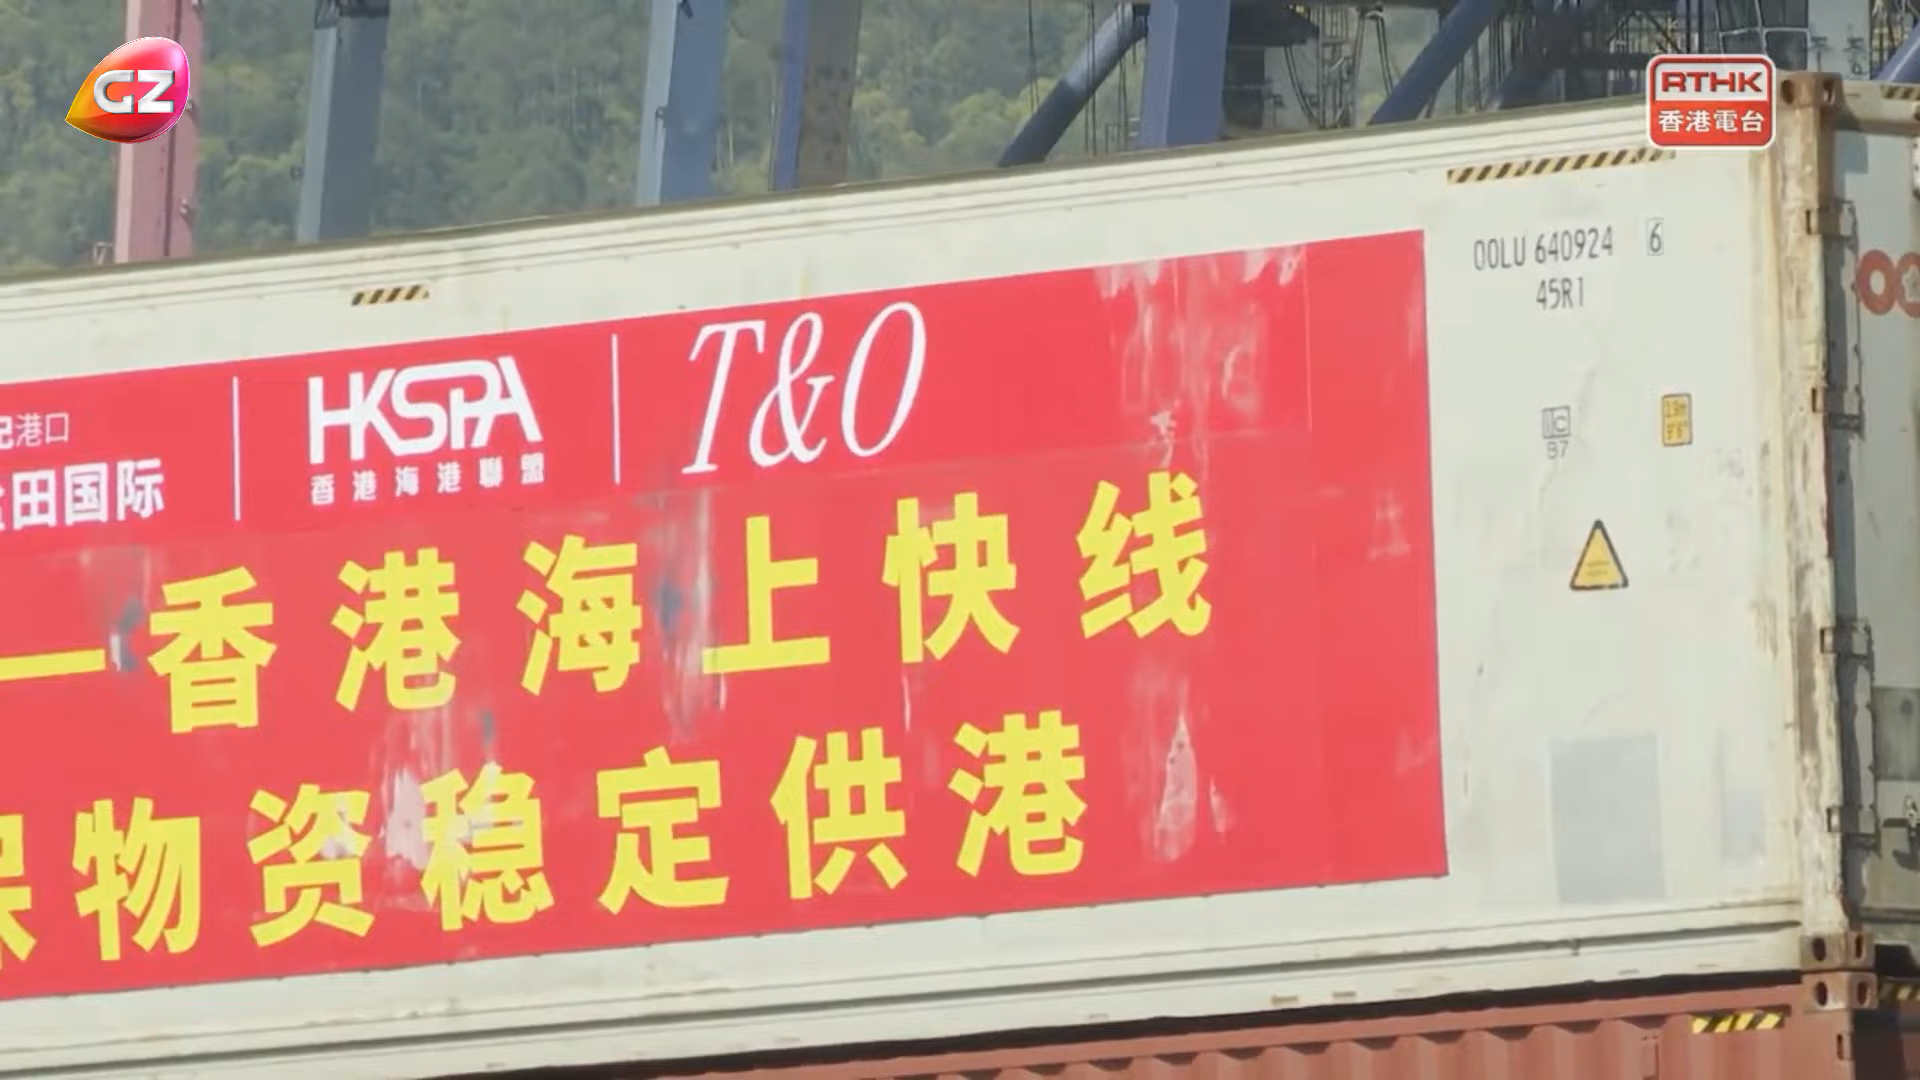 GZ
RTHK
香港電台
OOLU 640924 6
45R1
港口
田国际
HKSPA
香港海港聯盟
T&O
香港海上快线
物资稳定供港